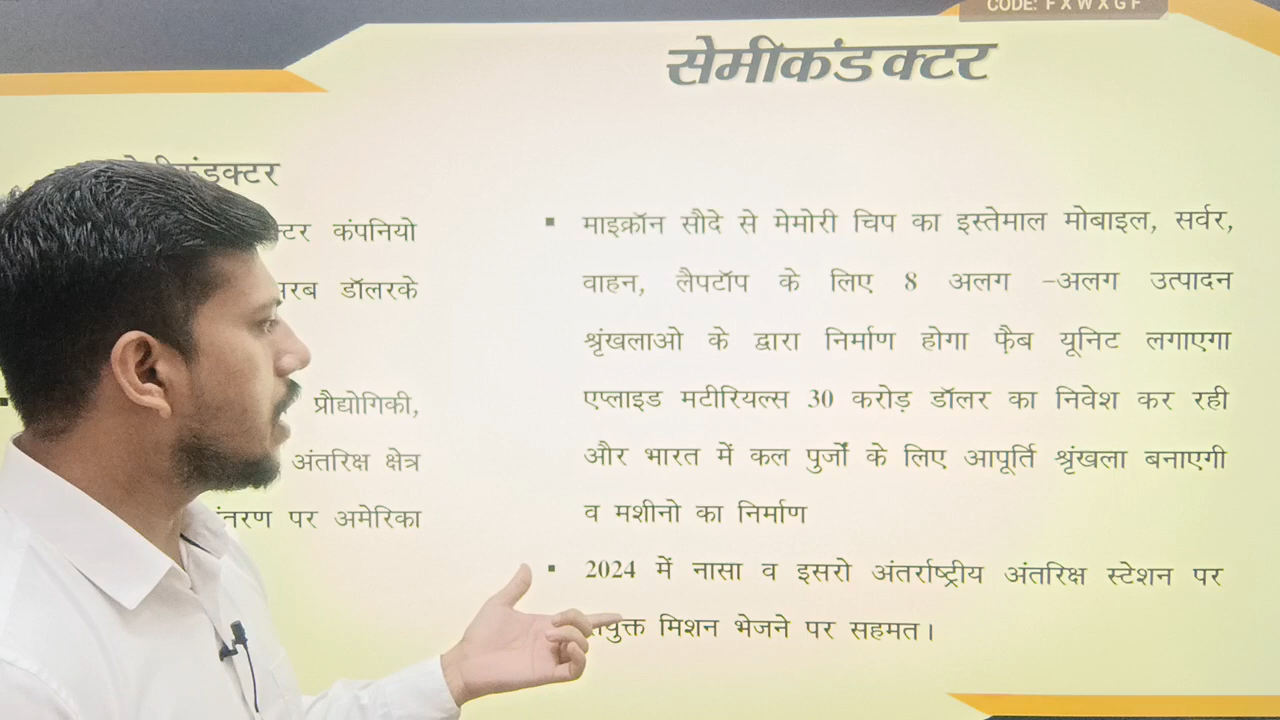 CODE: FXWXGF
सेमीकंडक्टर
कंपनियो
डॉलरके
प्रौद्योगिकी,
अंतरिक्ष क्षेत्र
पर अमेरिका
▪ माइक्रॉन सौदे से मेमोरी चिप का इस्तेमाल मोबाइल, सर्वर,
वाहन, लैपटॉप के लिए 8 अलग –अलग उत्पादन
श्रृंखलाओ के द्वारा निर्माण होगा फै़ब यूनिट लगाएगा
एप्लाइड मटीरियल्स 30 करोड़ डॉलर का निवेश कर रही
और भारत में कल पुर्जों के लिए आपूर्ति श्रृंखला बनाएगी
व मशीनो का निर्माण
▪ 2024 में नासा व इसरो अंतर्राष्ट्रीय अंतरिक्ष स्टेशन पर
मिशन भेजने पर सहमत।